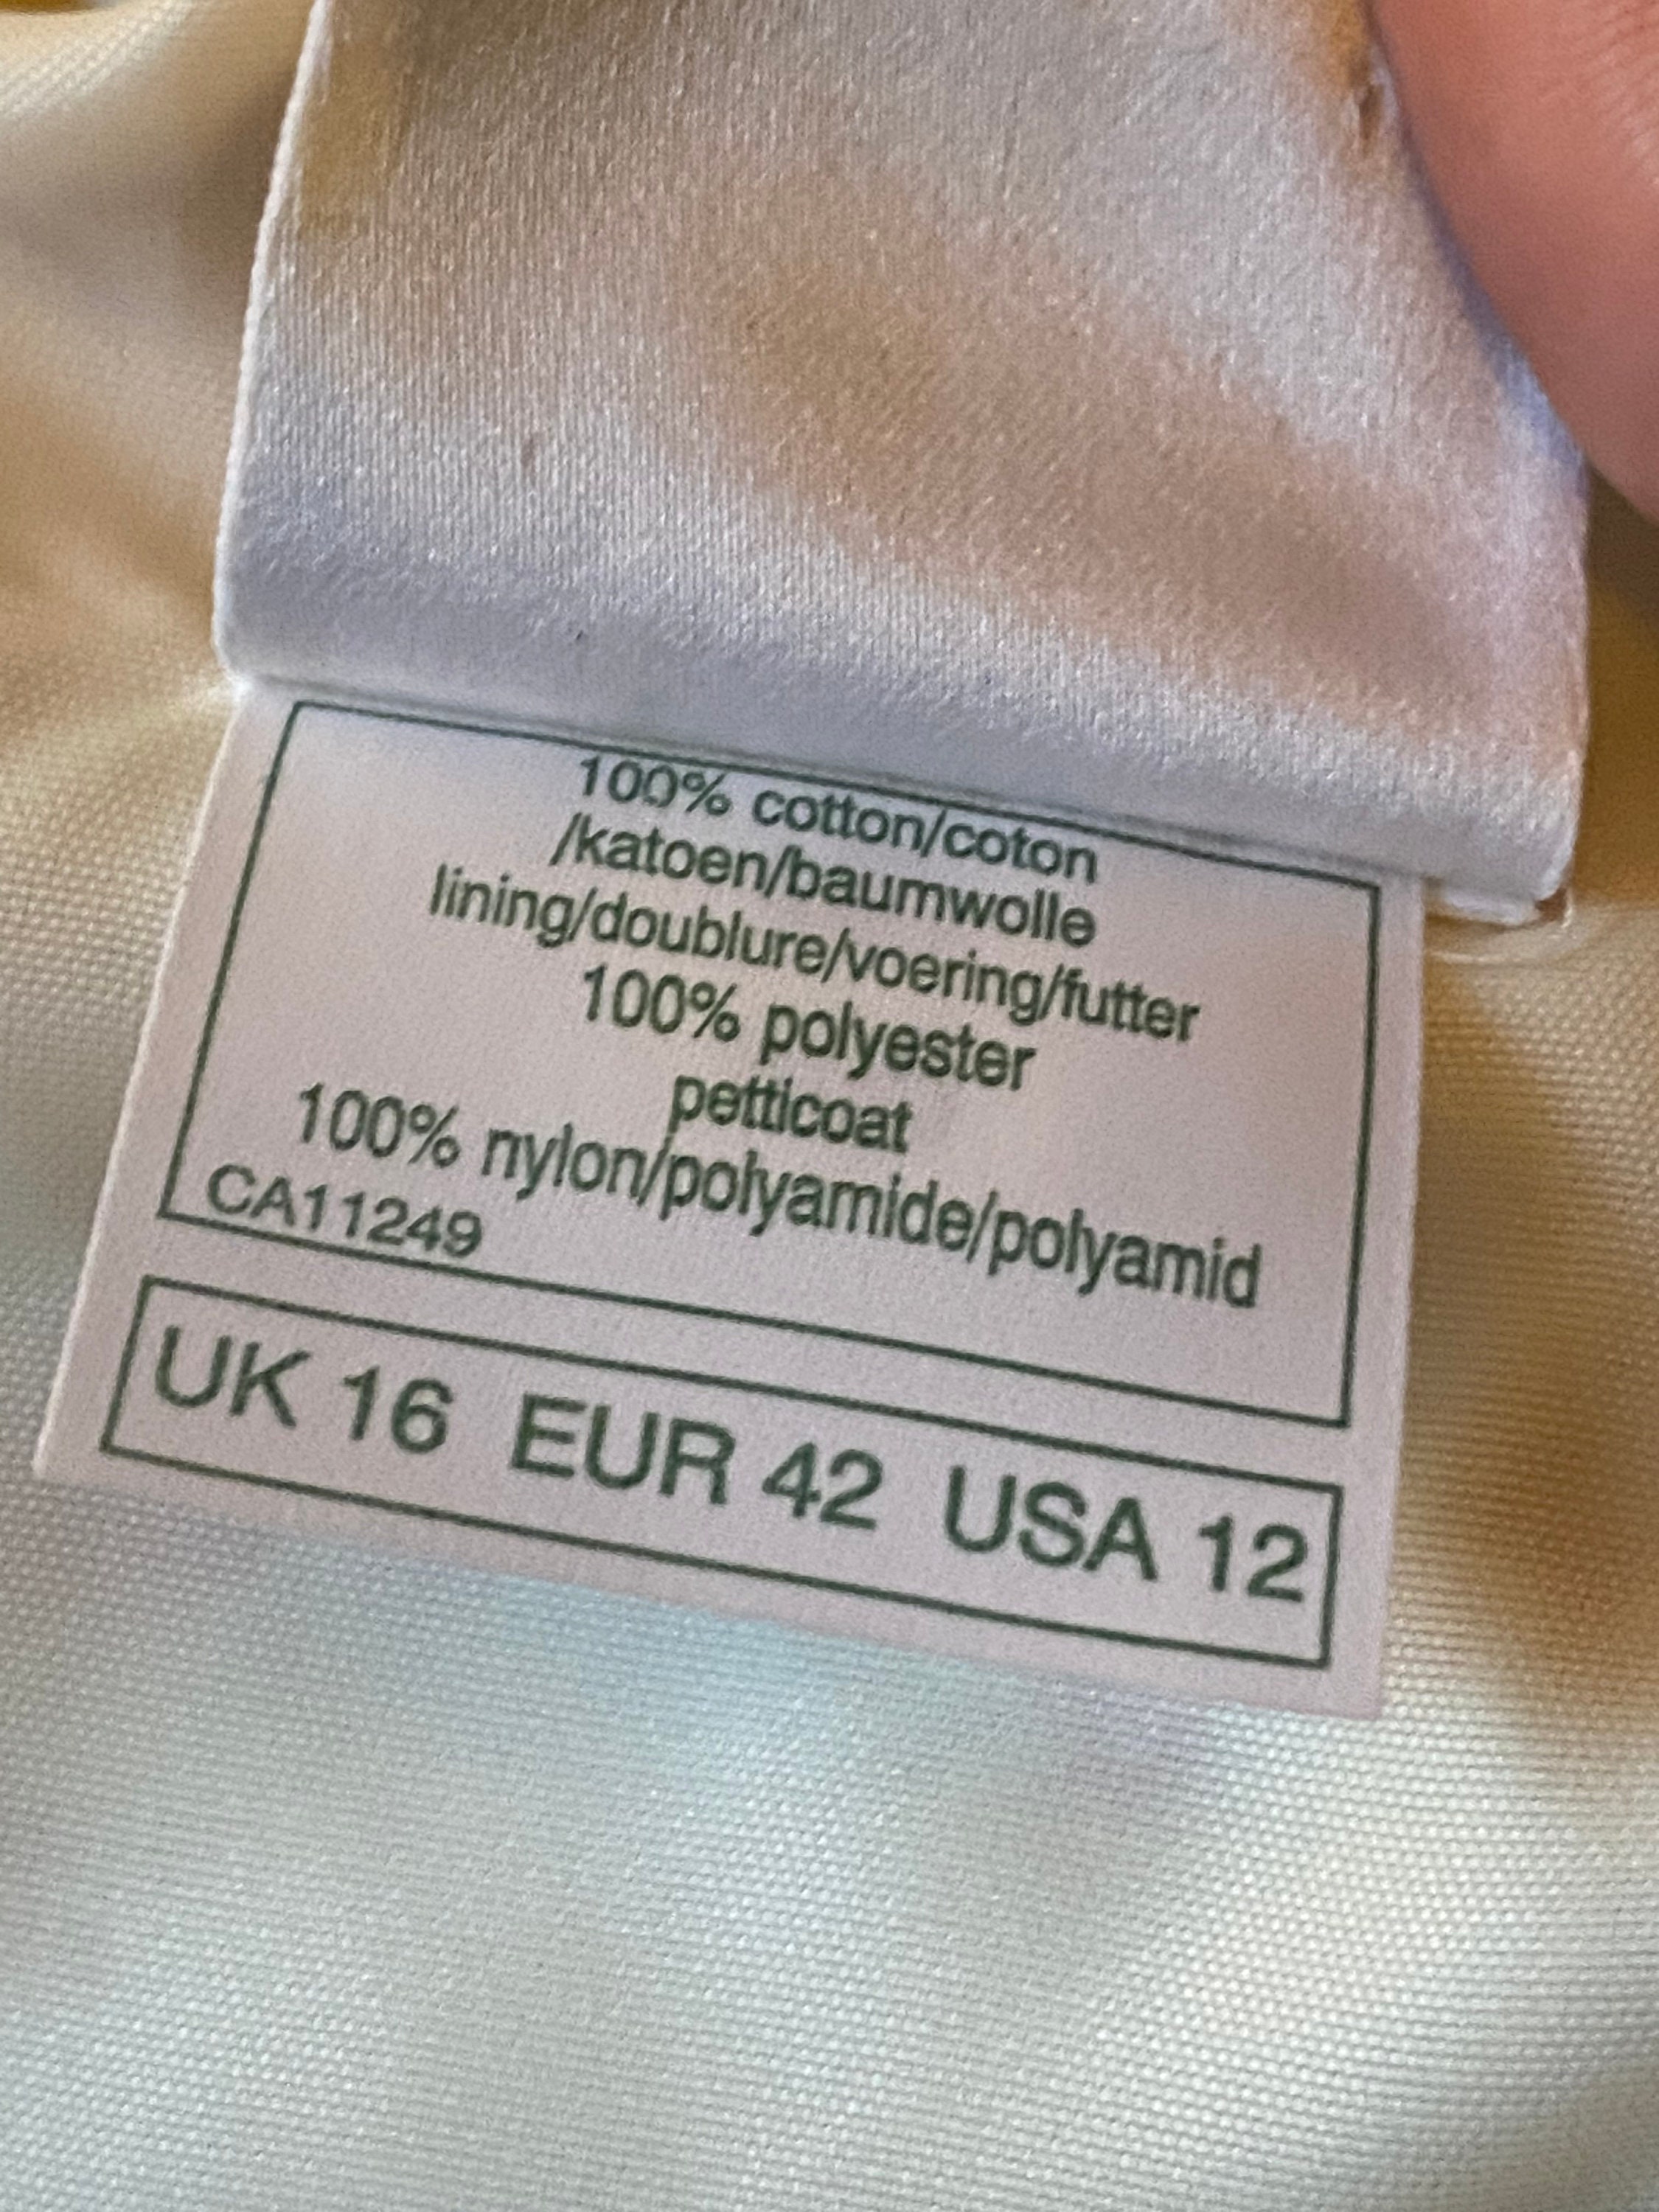 100% cotton/coton
/katoen/baumwolle
lining/doublure/voering/futter
100% polyester
petticoat
100% nylon/polyamide/polyamid
CA11249
UK 16 EUR 42 USA 12